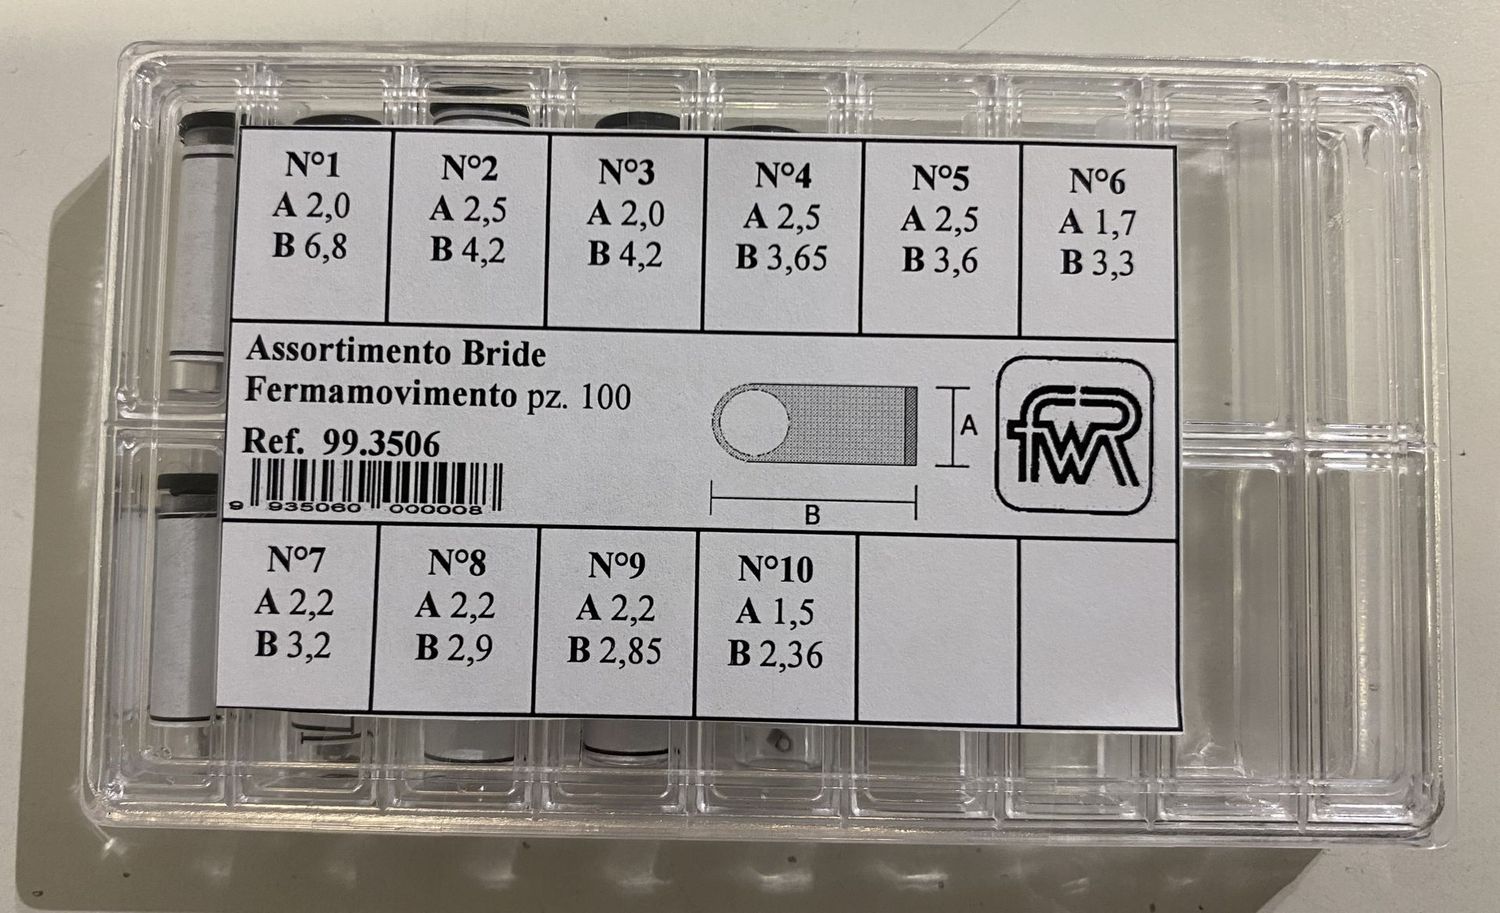 N°1
A 2,0
B 6,8
N°2
A 2,5
B 4,2
N°3
A 2,0
B 4,2
N°4
A 2,5
B 3,65
N°5
A 2,5
B 3,6
N°6
A 1,7
B 3,3
Assortimento Bride
Fermamovimento pz. 100
Ref. 99.3506
9 935060 000008
A
B
FWR
N°7
A 2,2
B 3,2
N°8
A 2,2
B 2,9
N°9
A 2,2
B 2,85
N°10
A 1,5
B 2,36